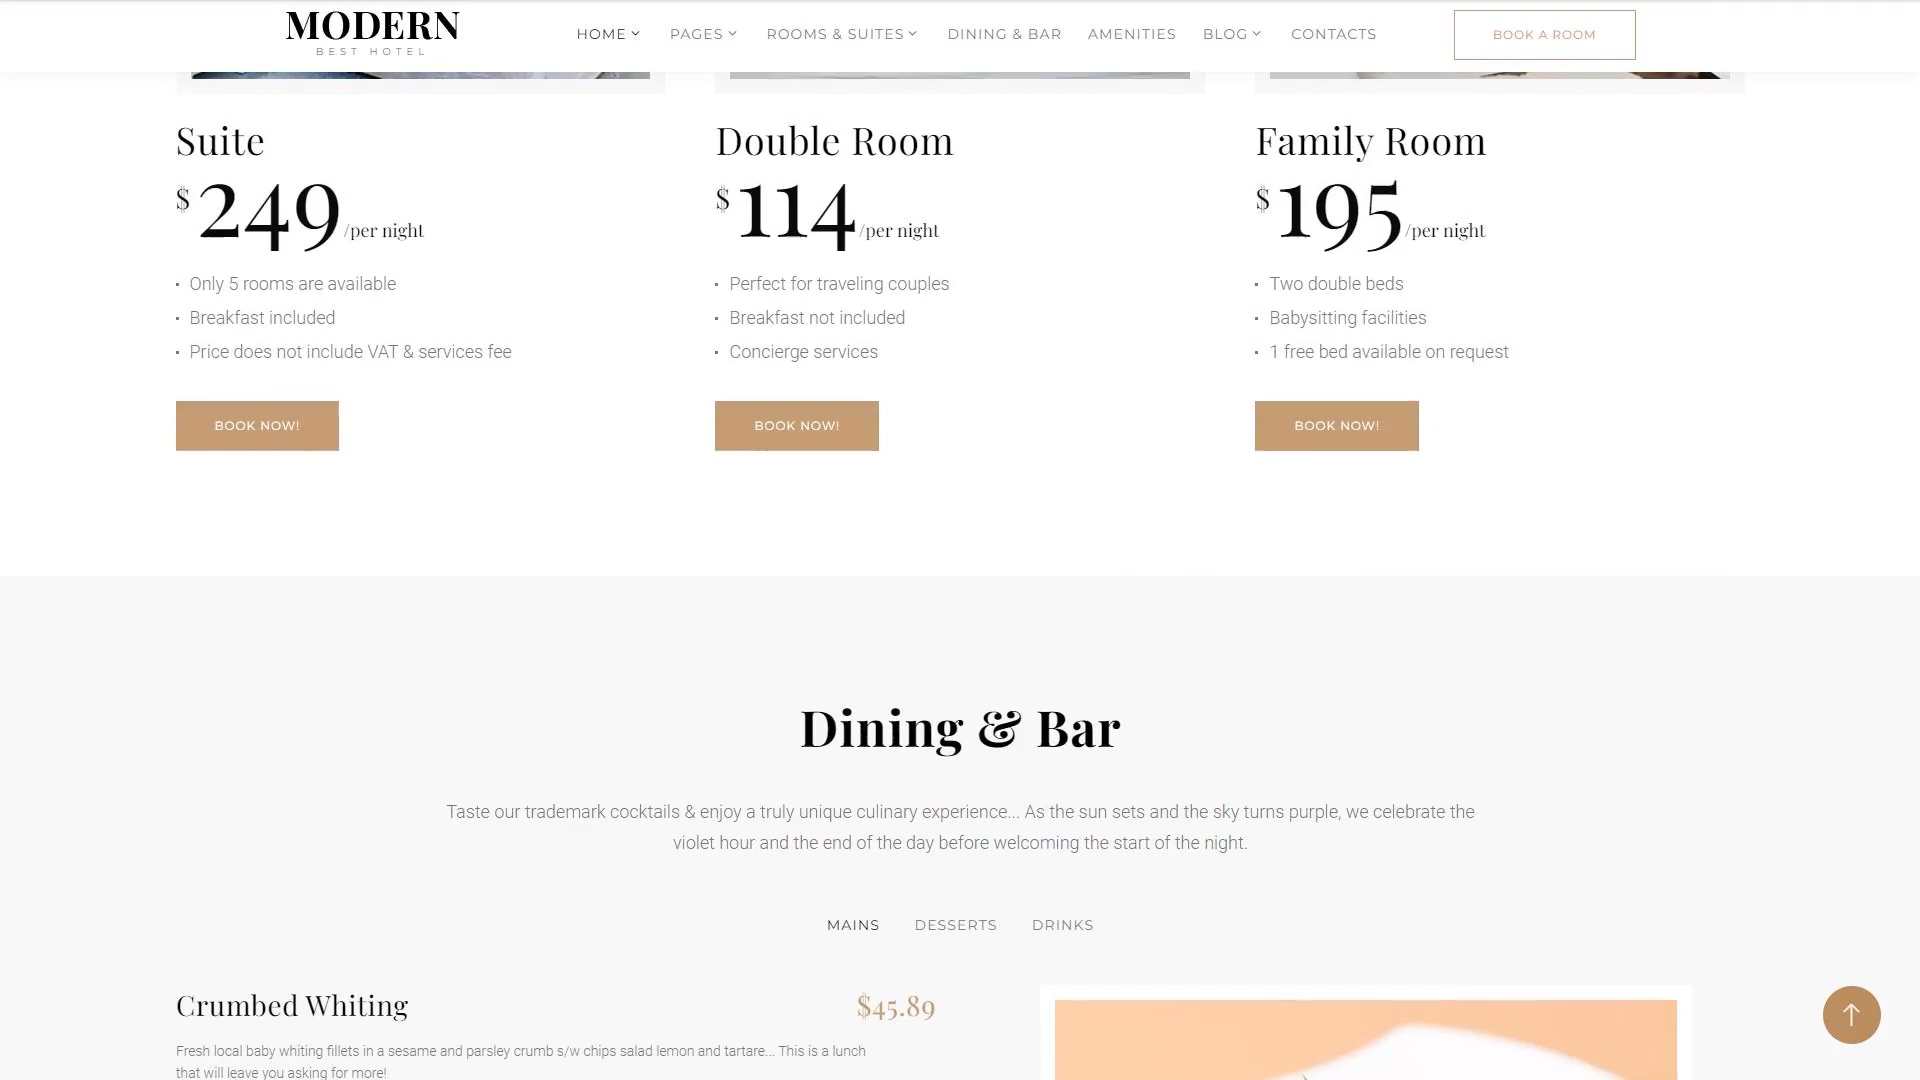 MODERN
BEST HOTEL
HOME PAGES ROOMS & SUITES DINING & BAR AMENITIES BLOG CONTACTS
BOOK A ROOM
Suite
$249/per night
Only 5 rooms are available
Breakfast included
Price does not include VAT & services fee
BOOK NOW!
Double Room
$114/per night
Perfect for traveling couples
Breakfast not included
Concierge services
BOOK NOW!
Family Room
$195/per night
Two double beds
Babysitting facilities
1 free bed available on request
BOOK NOW!
Dining & Bar
Taste our trademark cocktails & enjoy a truly unique culinary experience... As the sun sets and the sky turns purple, we celebrate the
violet hour and the end of the day before welcoming the start of the night.
MAINS DESSERTS DRINKS
Crumbed Whiting $45.89
Fresh local baby whiting fillets in a sesame and parsley crumb s/w chips salad lemon and tartare... This is a lunch
that will leave you asking for more!